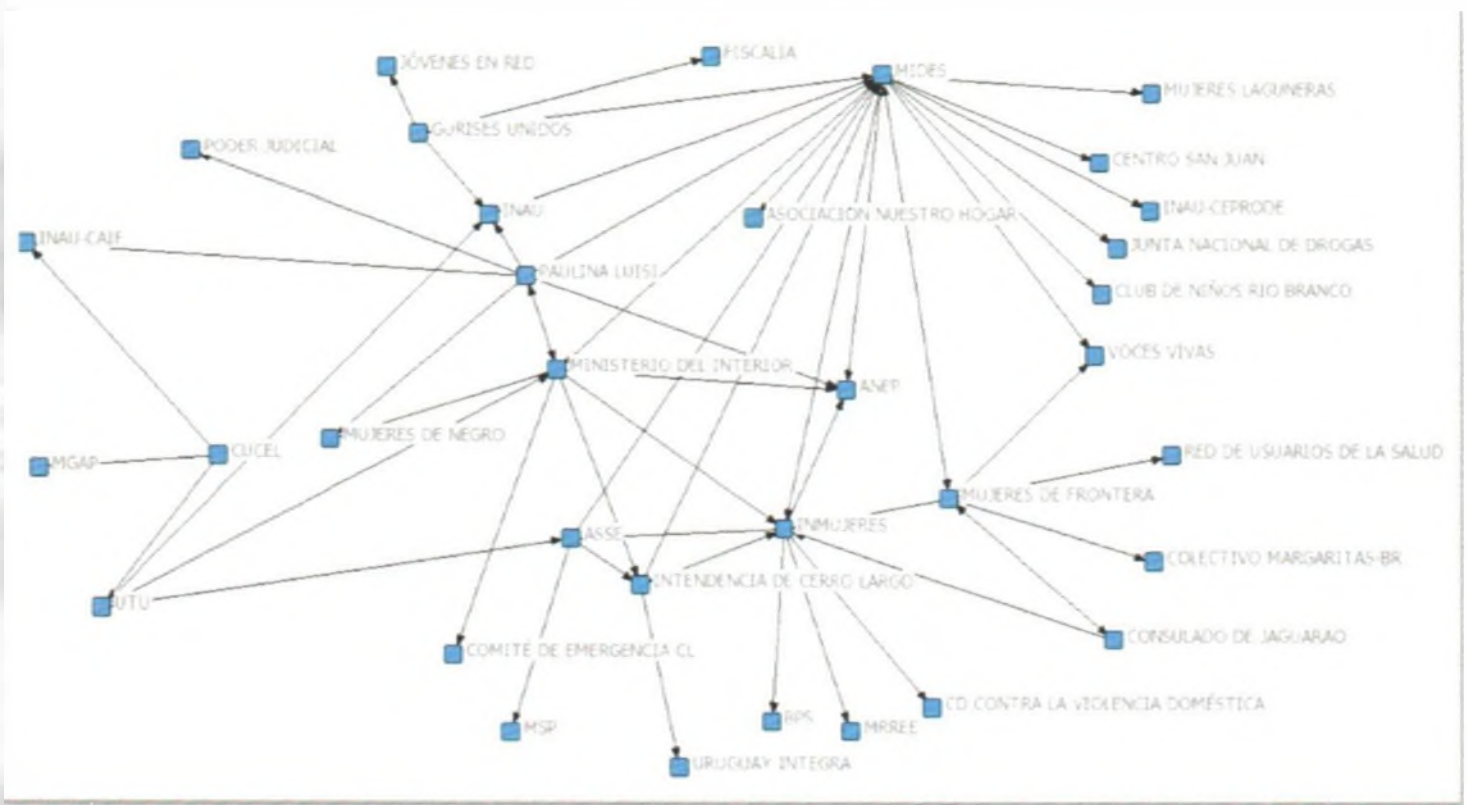 JÓVENES EN RED
FISCALIA
MIDES
MUJERES LAGUNERAS
GURISES UNIDOS
PODER JUDICIAL
CENTRO SAN JUAN
INAU
ASOCIACION NUESTRO HOGAR
INAU-CEPRODE
INAU-CAIF
JUNTA NACIONAL DE DROGAS
PAULINA LUISI
CLUB DE NIÑOS RIO BRANCO
VOCES VIVAS
MINISTERIO DEL INTERIOR
ANEP
MUJERES DE NEGRO
CUCEL
MGAP
RED DE USUARIOS DE LA SALUD
MUJERES DE FRONTERA
INMUJERES
ASSE
COLECTIVO MARGARITAS-BR
INTENDENCIA DE CERRO LARGO
UTU
CONSULADO DE JAGUARAO
COMITÉ DE EMERGENCIA CL
CD CONTRA LA VIOLENCIA DOMÉSTICA
BPS
MSP
MRREE
URUGUAY INTEGRA